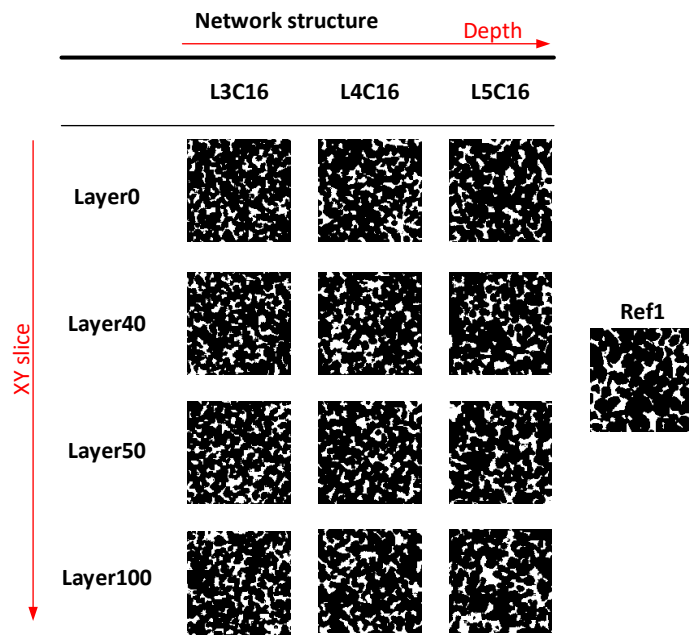 Network structure
Depth
L3C16 L4C16 L5C16
Layer0
Layer40
Ref1
XY slice
Layer50
Layer100